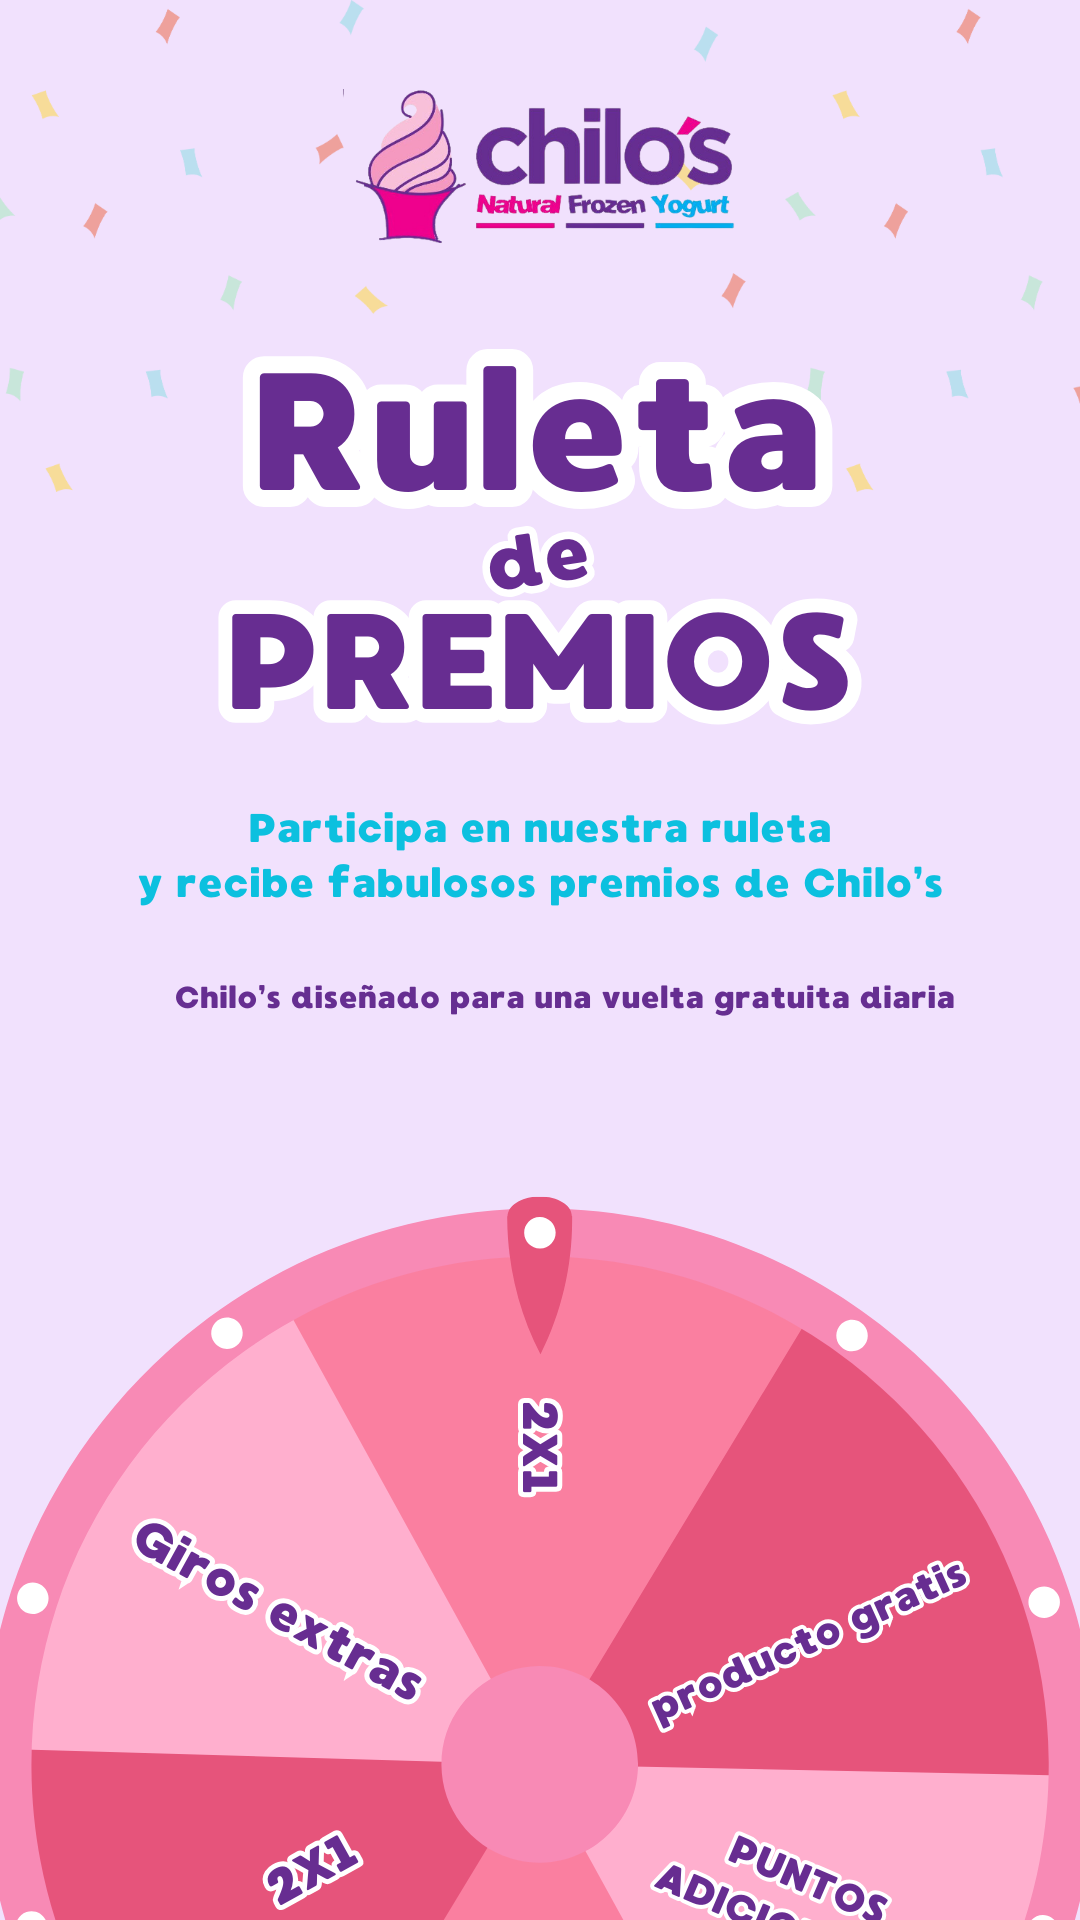 chilo's
Natural Frozen Yogurt
Ruleta
de
PREMIOS
Participa en nuestra ruleta
y recibe fabulosos premios de Chilo's
Chilo's diseñado para una vuelta gratuita diaria
2X1
Giros extras
producto gratis
2X1
PUNTOS